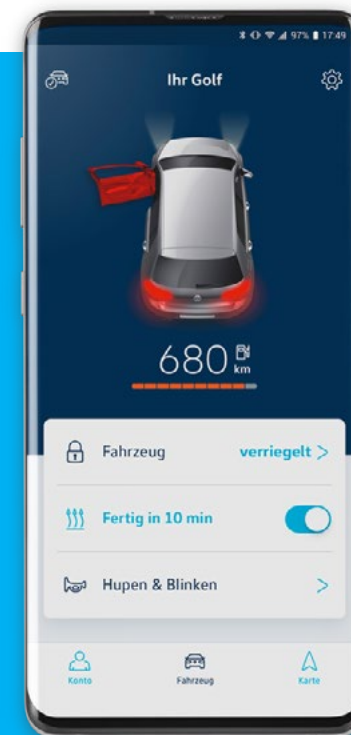 97% 17:49
Ihr Golf
680 km
Fahrzeug verriegelt >
Fertig in 10 min
Hupen & Blinken >
Konto Fahrzeug Karte